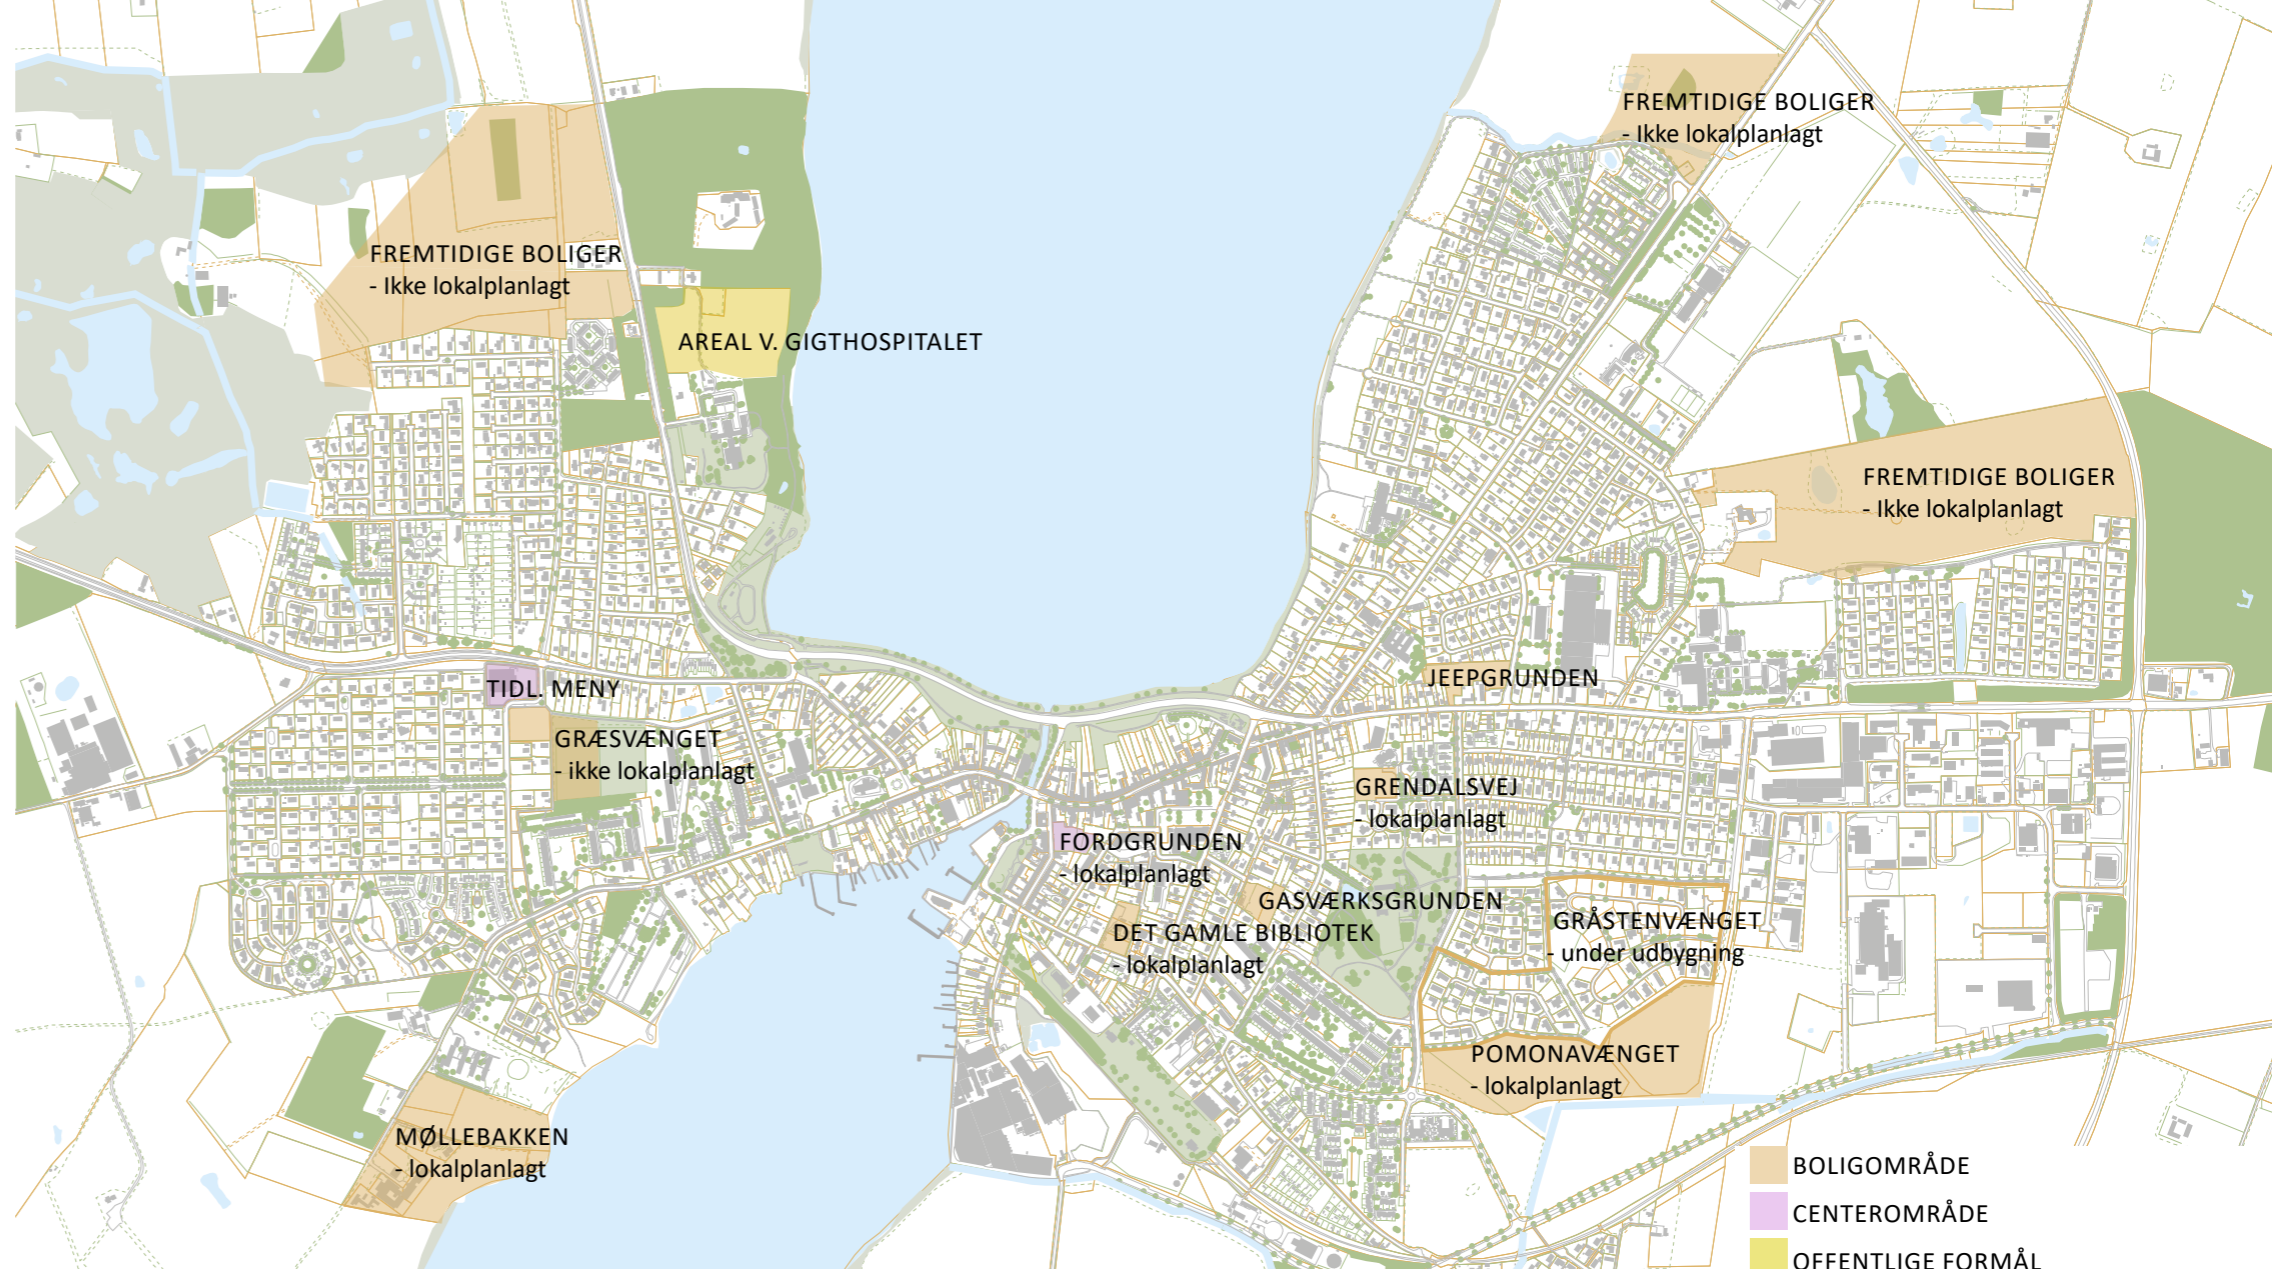 FREMTIDIGE BOLIGER
- Ikke lokalplanlagt
FREMTIDIGE BOLIGER
- Ikke lokalplanlagt
AREAL V. GIGTHOSPITALET
FREMTIDIGE BOLIGER
- Ikke lokalplanlagt
JEEPGRUNDEN
TIDL. MENY
GRÆSVÆNGET
- ikke lokalplanlagt
GRENDALSVEJ
- lokalplanlagt
FORDGRUNDEN
- lokalplanlagt
GASVÆRKSGRUNDEN
DET GAMLE BIBLIOTEK
- lokalplanlagt
GRÅSTENVÆNGET
- under udbygning
POMONAVÆNGET
- lokalplanlagt
MØLLEBAKKEN
- lokalplanlagt
BOLIGOMRÅDE
CENTEROMRÅDE
OFFENTLIGE FORMÅL